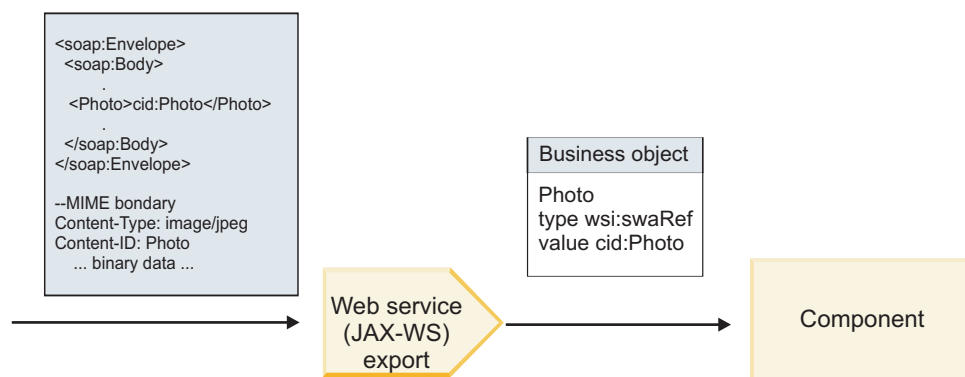 <soap:Envelope>
<soap:Body>
.
<Photo>cid:Photo</Photo>
.
</soap:Body>
</soap:Envelope>
--MIME bondary
Content-Type: image/jpeg
Content-ID: Photo
... binary data ...
Business object
Photo
type wsi:swaRef
value cid:Photo
Web service
(JAX-WS)
export
Component